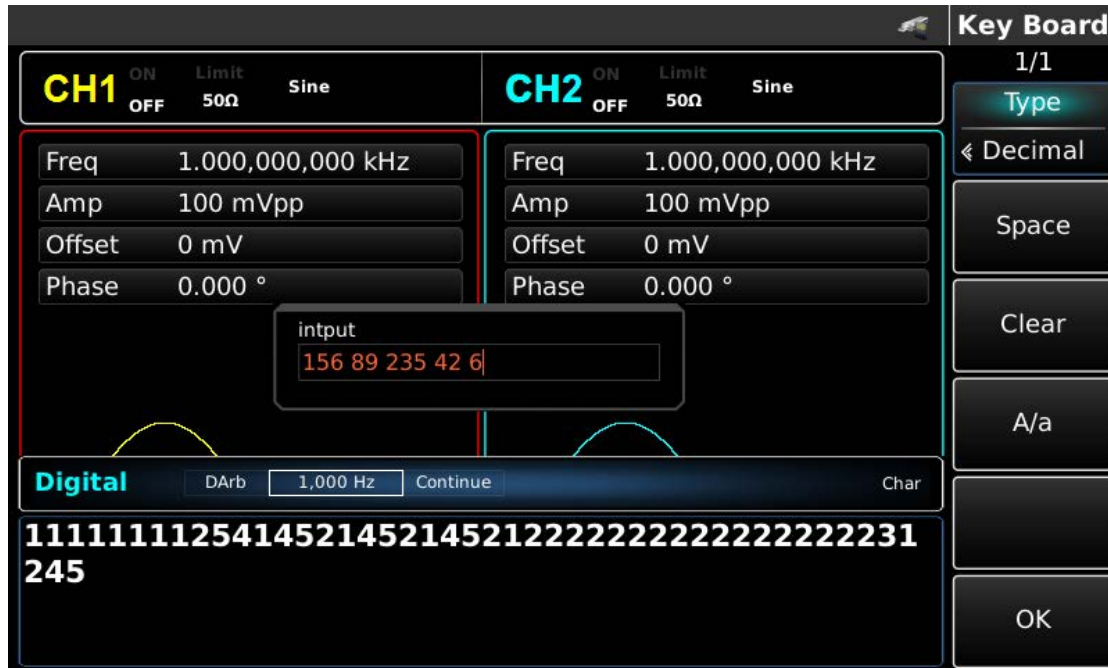 Key Board
1/1
CH1 ON OFF Limit 50Ω Sine
CH2 ON OFF Limit 50Ω Sine
Type
Decimal
Freq 1.000,000,000 kHz
Amp 100 mVpp
Offset 0 mV
Phase 0.000 °
Freq 1.000,000,000 kHz
Amp 100 mVpp
Offset 0 mV
Phase 0.000 °
Space
intput
156 89 235 42 6
Clear
A/a
Digital DArb 1,000 Hz Continue Char
11111111254145214521452122222222222222222231
245
OK